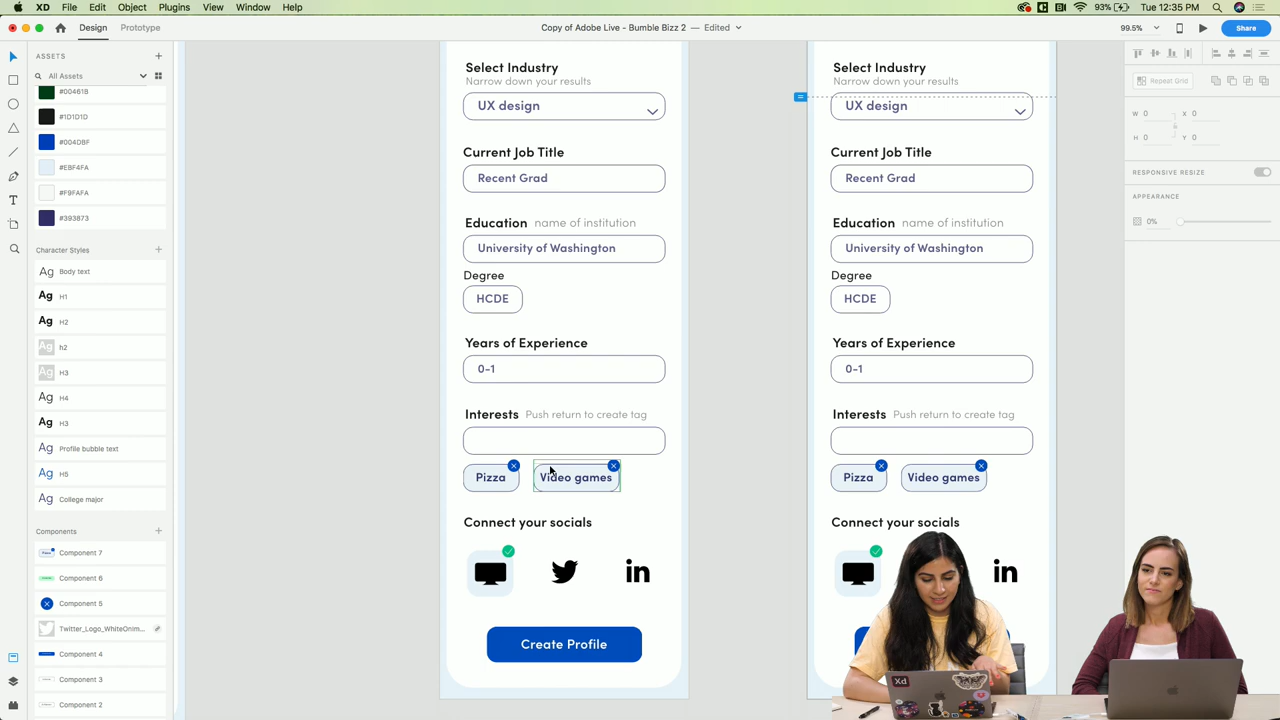 XD File Edit Object Plugins View Window Help
93% Tue 12:35 PM
Design Prototype
Copy of Adobe Live - Bumble Bizz 2 — Edited
99.5%
Share
ASSETS
All Assets
#00461B
#1D1D1D
#004DBF
#EBF4FA
#F9FAFA
#393873
Character Styles
Ag Body text
Ag H1
Ag H2
Ag h2
Ag H3
Ag H4
Ag H3
Ag Profile bubble text
Ag H5
Ag College major
Components
Component 7
Component 6
Component 5
Twitter_Logo_WhiteOnIm...
Component 4
Component 3
Component 2
Select Industry
Narrow down your results
UX design
Current Job Title
Recent Grad
Education name of institution
University of Washington
Degree
HCDE
Years of Experience
0-1
Interests Push return to create tag
Pizza Video games
Connect your socials
in
Create Profile
Select Industry
Narrow down your results
UX design
Current Job Title
Recent Grad
Education name of institution
University of Washington
Degree
HCDE
Years of Experience
0-1
Interests Push return to create tag
Pizza Video games
Connect your socials
in
Repeat Grid
W 0 X 0
H 0 Y 0
RESPONSIVE RESIZE
APPEARANCE
0%
Xd